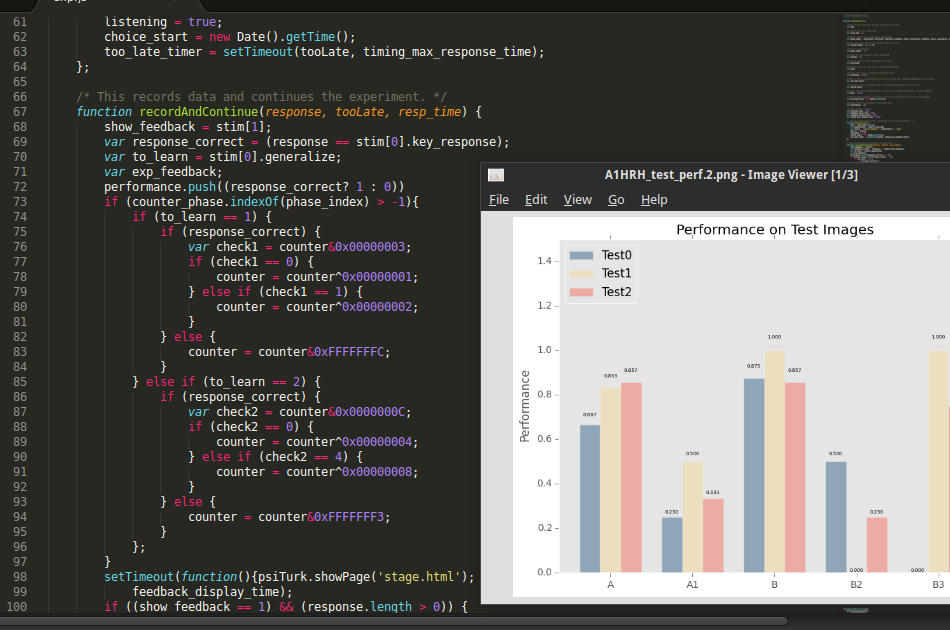 61 listening = true;
62 choice_start = new Date().getTime();
63 too_late_timer = setTimeout(tooLate, timing_max_response_time);
64 };
65
66 /* This records data and continues the experiment. */
67 function recordAndContinue(response, tooLate, resp_time) {
68 show_feedback = stim[1];
69 var response_correct = (response == stim[0].key_response);
70 var to_learn = stim[0].generalize;
71 var exp_feedback;
72 performance.push((response_correct? 1 : 0))
73 if (counter_phase.indexOf(phase_index) > -1){
74 if (to_learn == 1) {
75 if (response_correct) {
76 var check1 = counter&0x00000003;
77 if (check1 == 0) {
78 counter = counter^0x00000001;
79 } else if (check1 == 1) {
80 counter = counter^0x00000002;
81 }
82 } else {
83 counter = counter&0xFFFFFFFC;
84 }
85 } else if (to_learn == 2) {
86 if (response_correct) {
87 var check2 = counter&0x0000000C;
88 if (check2 == 0) {
89 counter = counter^0x00000004;
90 } else if (check2 == 4) {
91 counter = counter^0x00000008;
92 }
93 } else {
94 counter = counter&0xFFFFFFF3;
95 }
96 };
97 }
98 setTimeout(function(){psiTurk.showPage('stage.html');
99 feedback_display_time);
100 if ((show_feedback == 1) && (response.length > 0)) {
A1HRH_test_perf.2.png - Image Viewer [1/3]
File Edit View Go Help
Performance on Test Images
Test0
Test1
Test2
Performance
1.4
1.2
1.0
0.8
0.6
0.4
0.2
0.0
0.667 0.833 0.857
0.250 0.500 0.333
0.875 1.000 0.857
0.500 0.000 0.250
0.000 1.000
A A1 B B2 B3